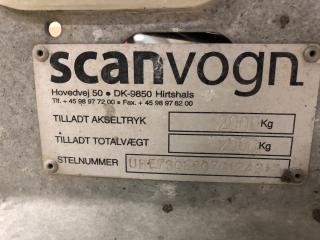 scanvogn
Hovedvej 50 • DK-9850 Hirtshals
Tlf. + 45 98 97 72 00 • Fax. + 45 98 97 82 00
TILLADT AKSELTRYK Kg
TILLADT TOTALVÆGT Kg
STELNUMMER